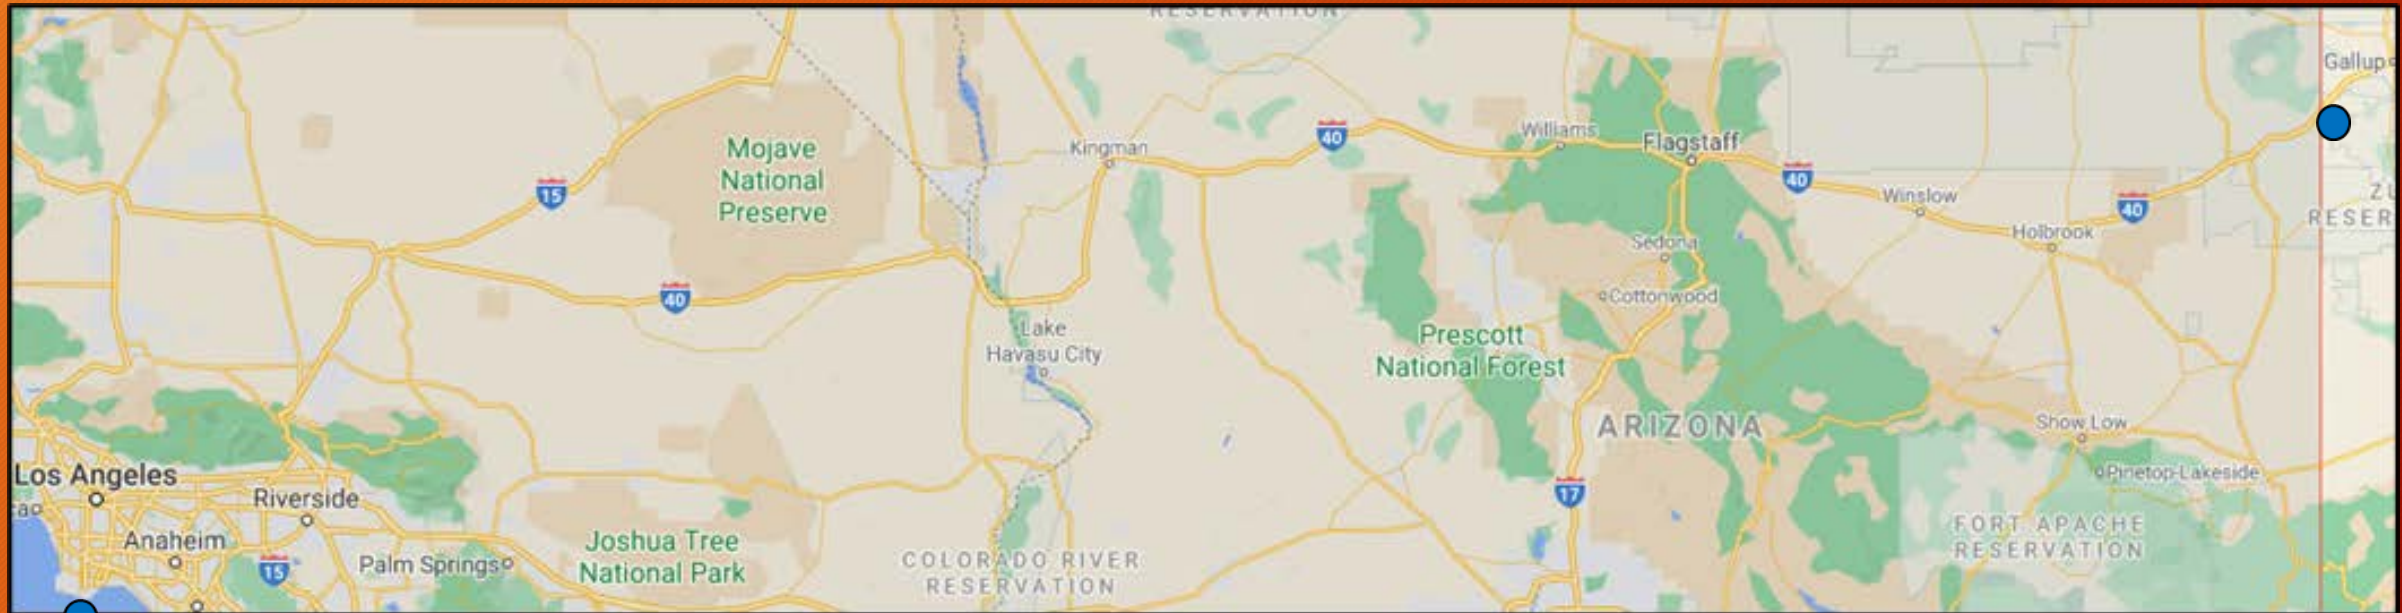 RESERVATION
Gallup
40
Williams
Flagstaff
Kingman
Mojave
National
Preserve
15
40
Winslow
40
Holbrook
RESER
Sedona
Cottonwood
40
Lake
Havasu City
Prescott
National Forest
ARIZONA
Show Low
Pinetop-Lakeside
Los Angeles
Riverside
17
FORT APACHE
RESERVATION
Anaheim
15
Palm Springs
Joshua Tree
National Park
COLORADO RIVER
RESERVATION